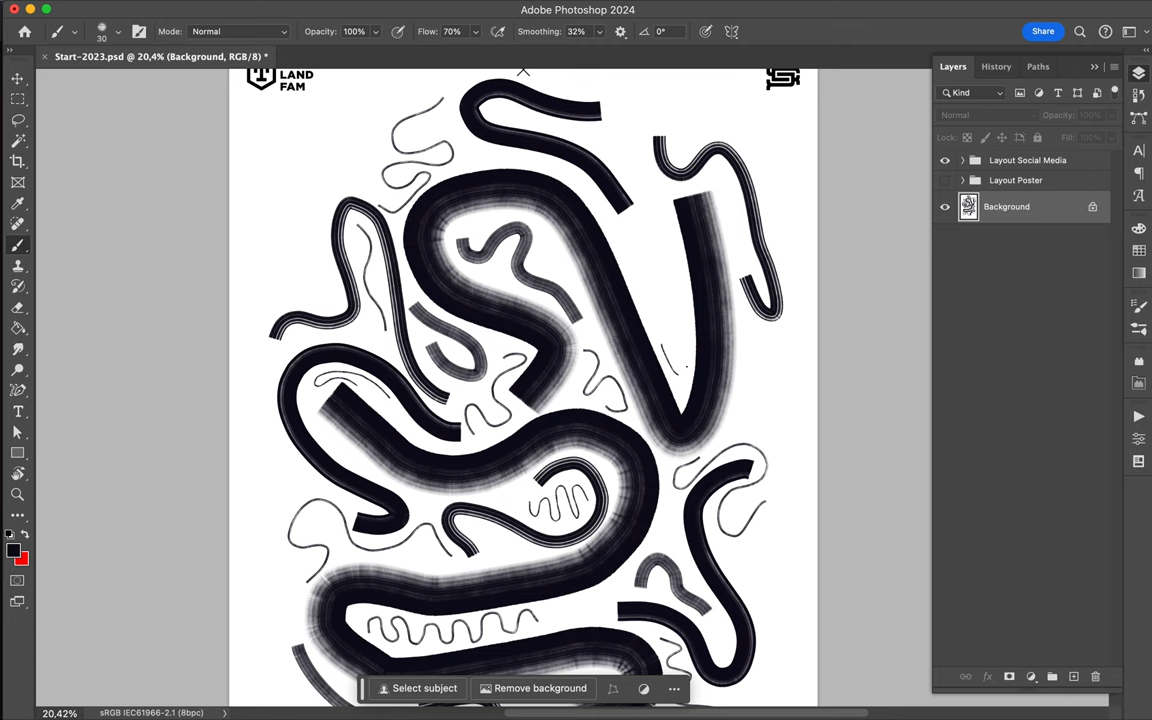 Adobe Photoshop 2024
30
Mode: Normal
Opacity: 100%
Flow: 70%
Smoothing: 32%
0°
Share
Start-2023.psd @ 20,4% (Background, RGB/8) *
LAND
FAM
Layers
History
Paths
Kind
Normal
Opacity: 100%
Lock:
Fill: 100%
Layout Social Media
Layout Poster
Background
Select subject
Remove background
20,42%
sRGB IEC61966-2.1 (8bpc)